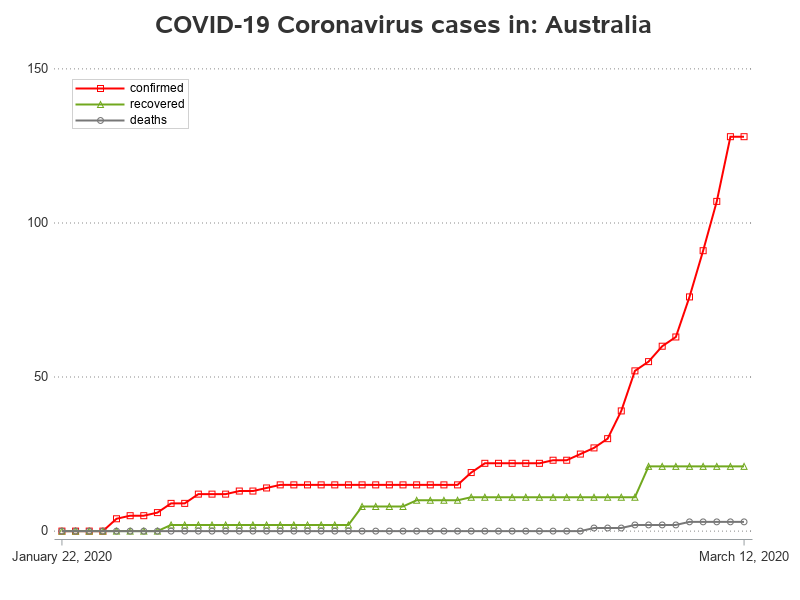 COVID-19 Coronavirus cases in: Australia
150
confirmed
recovered
deaths
100
50
0
January 22, 2020
March 12, 2020